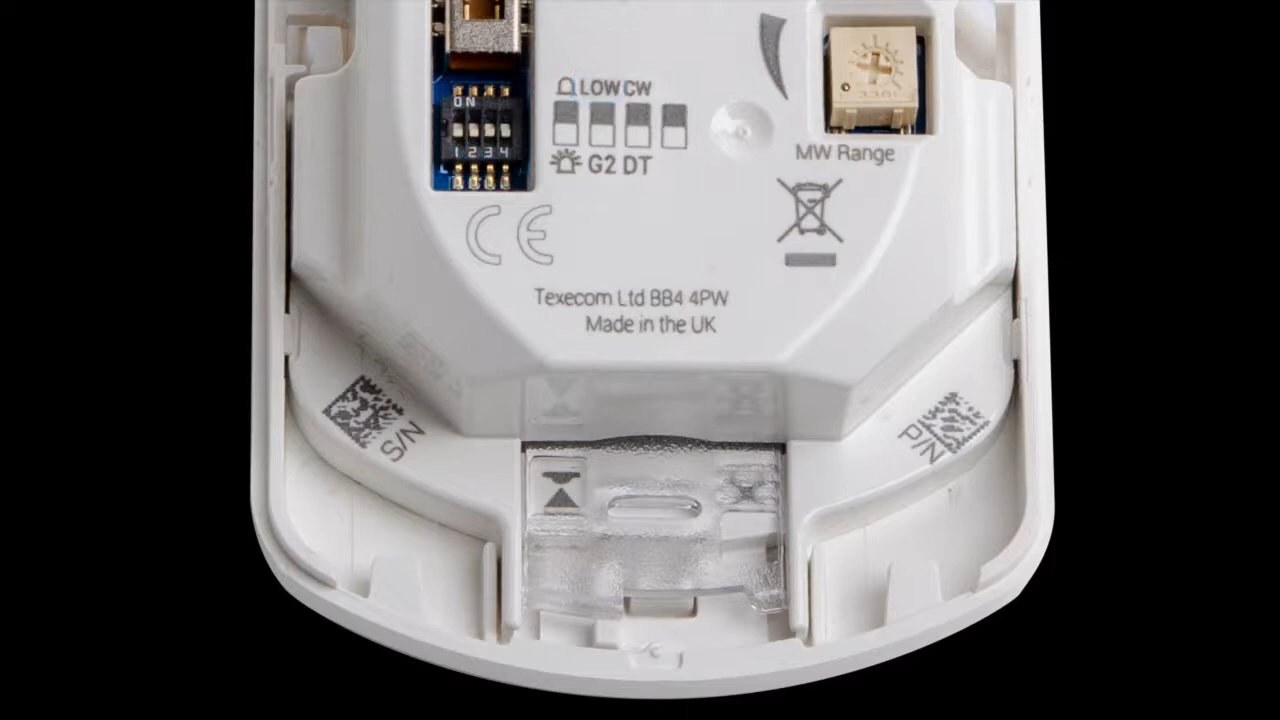 LOW CW
ON
1 2 3 4
G2 DT
MW Range
CE
Texecom Ltd BB4 4PW
Made in the UK
S/N
P/N